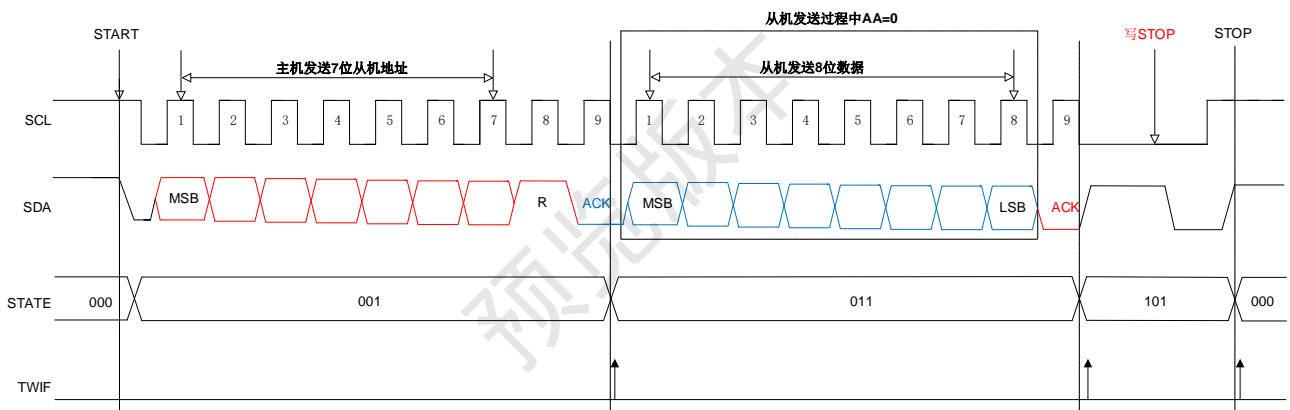 从机发送过程中AA=0
START
写STOP
STOP
主机发送7位从机地址
从机发送8位数据
SCL
1 2 3 4 5 6 7 8 9 1 2 3 4 5 6 7 8 9
SDA
MSB R ACK MSB LSB ACK
STATE
000 001 011 101 000
TWIF
预览版本